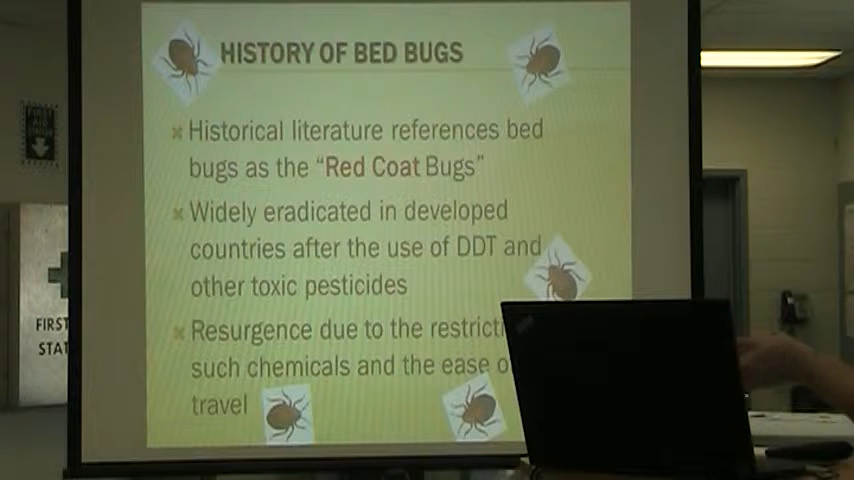 HISTORY OF BED BUGS
Historical literature references bed
bugs as the “Red Coat Bugs”
Widely eradicated in developed
countries after the use of DDT and
other toxic pesticides
Resurgence due to the
such chemicals and the ease
travel
FIRST
AID
FIRST